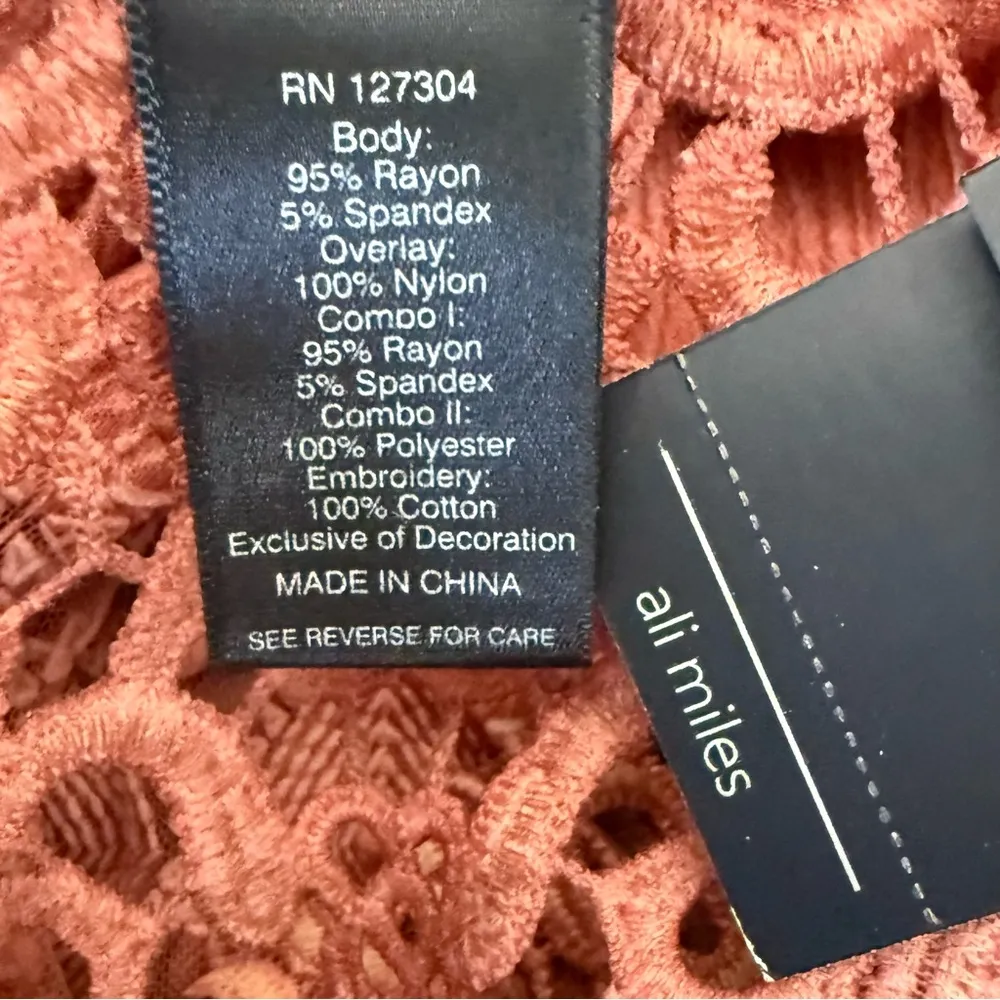 RN 127304
Body:
95% Rayon
5% Spandex
Overlay:
100% Nylon
Combo I:
95% Rayon
5% Spandex
Combo II:
100% Polyester
Embroidery:
100% Cotton
Exclusive of Decoration
MADE IN CHINA
SEE REVERSE FOR CARE
ali miles